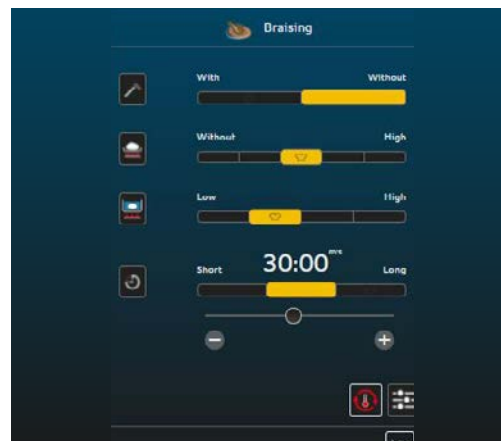 Braising
With Without
Without High
Low High
30:00
Short Long